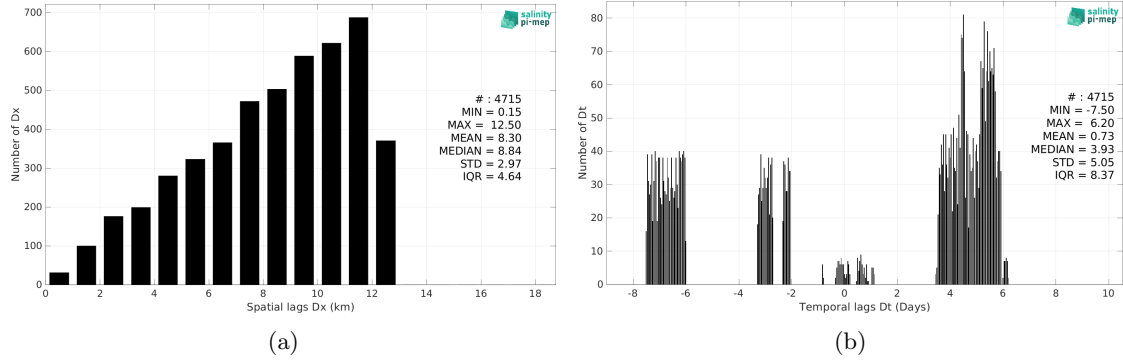 700
600
500
400
300
200
100
0
0 2 4 6 8 10 12 14 16 18
Number of Dx
Spatial lags Dx (km)
salinity
pi-mep
# : 4715
MIN = 0.15
MAX = 12.50
MEAN = 8.30
MEDIAN = 8.84
STD = 2.97
IQR = 4.64
(a)
80
70
60
50
40
30
20
10
0
-8 -6 -4 -2 0 2 4 6 8 10
Number of Dt
Temporal lags Dt (Days)
salinity
pi-mep
# : 4715
MIN = -7.50
MAX = 6.20
MEAN = 0.73
MEDIAN = 3.93
STD = 5.05
IQR = 8.37
(b)